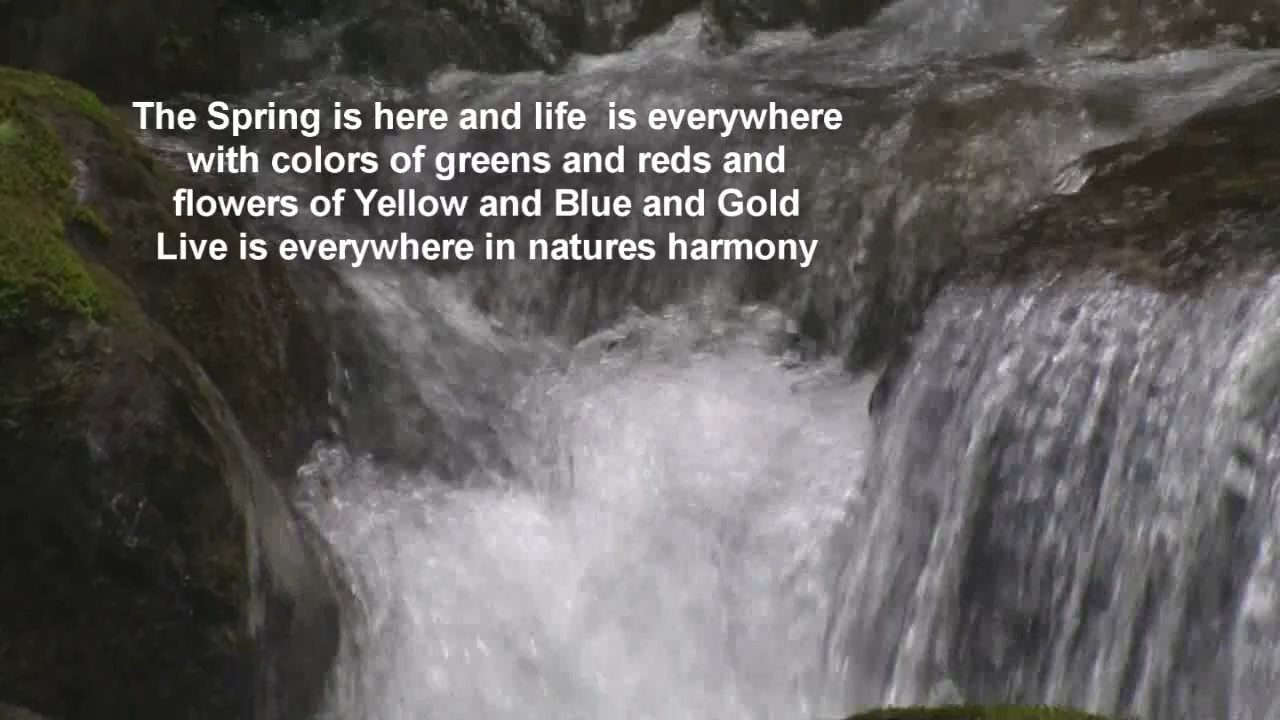 The Spring is here and life  is everywhere
with colors of greens and reds and
flowers of Yellow and Blue and Gold
Live is everywhere in natures harmony